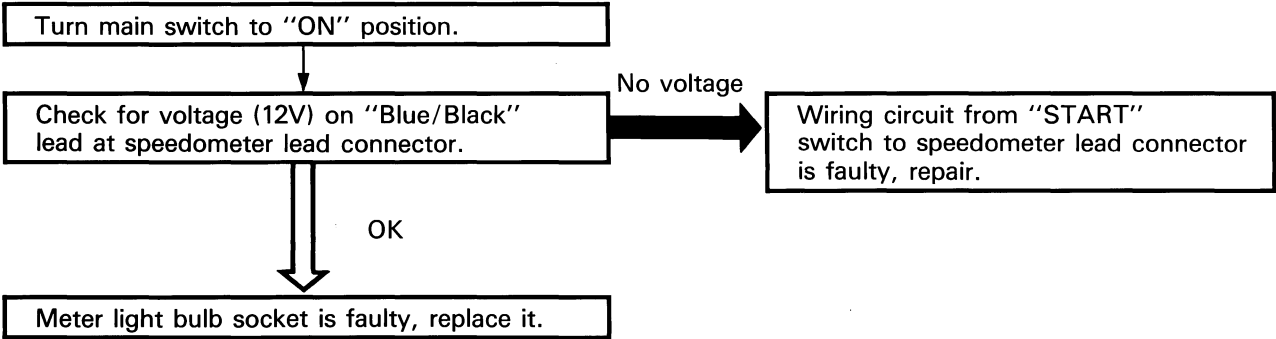 Turn main switch to ‘‘ON’’ position.
Check for voltage (12V) on ‘‘Blue/Black’’
lead at speedometer lead connector.
No voltage
Wiring circuit from ‘‘START’’
switch to speedometer lead connector
is faulty, repair.
OK
Meter light bulb socket is faulty, replace it.